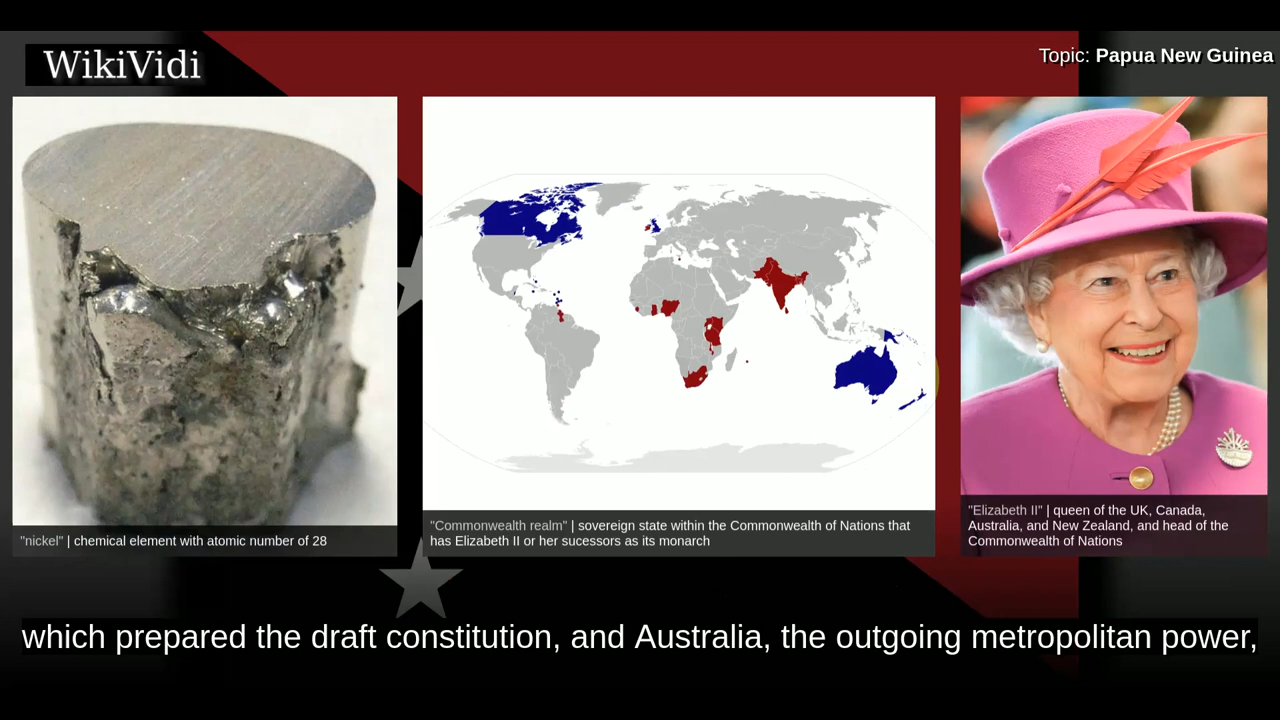 WikiVidi
Topic: Papua New Guinea
"nickel" | chemical element with atomic number of 28
"Commonwealth realm" | sovereign state within the Commonwealth of Nations that
has Elizabeth II or her sucessors as its monarch
"Elizabeth II" | queen of the UK, Canada,
Australia, and New Zealand, and head of the
Commonwealth of Nations
which prepared the draft constitution, and Australia, the outgoing metropolitan power,